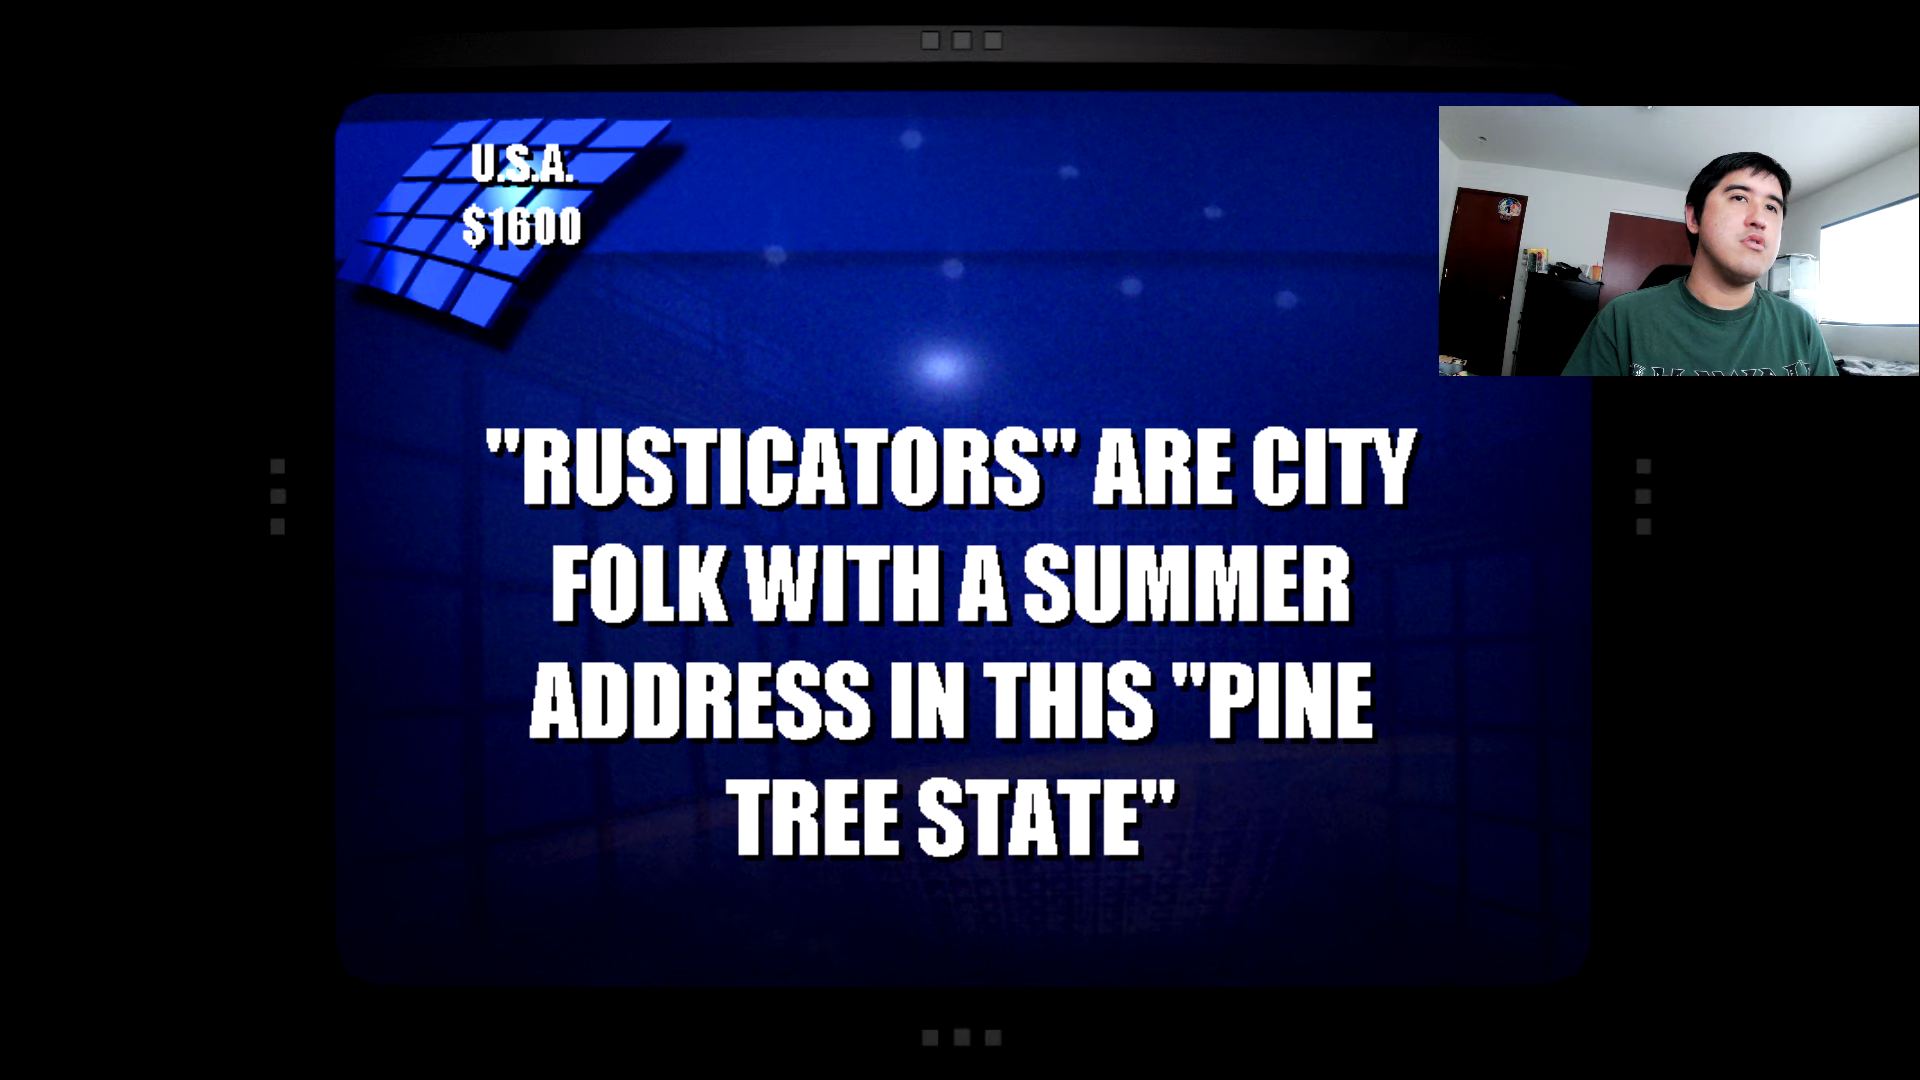 U.S.A.
$1600
"RUSTICATORS" ARE CITY
FOLK WITH A SUMMER
ADDRESS IN THIS "PINE
TREE STATE"